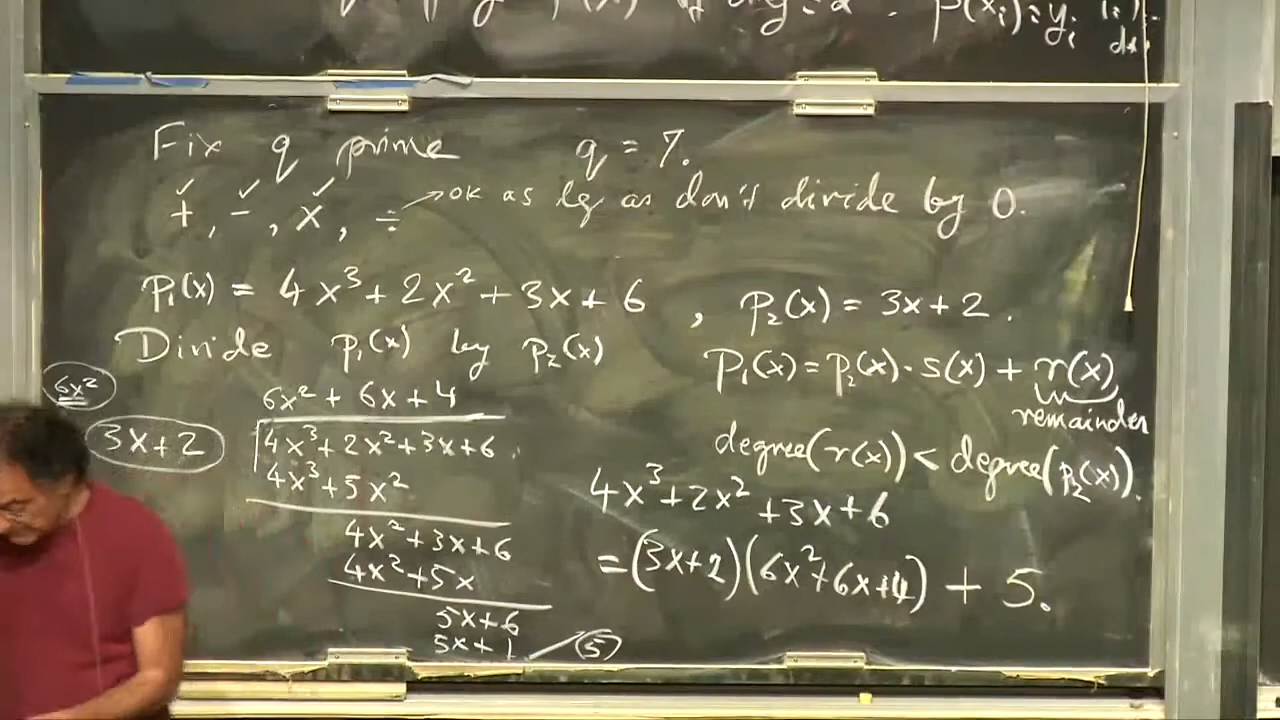 P(xᵢ) = yᵢ
Fix q prime q = 7.
+, -, x, ÷ → ok as lg as don't divide by 0.
p₁(x) = 4x³ + 2x² + 3x + 6 , p₂(x) = 3x + 2 .
Divide p₁(x) by p₂(x)
P₁(x) = p₂(x) · s(x) + r(x)
remainder
degree(r(x)) < degree(p₂(x)).
6x²
6x² + 6x + 4
3x + 2
4x³ + 2x² + 3x + 6 .
4x³ + 5x²
4x² + 3x + 6
4x² + 5x
5x + 6
5x + 1
5
4x³ + 2x² + 3x + 6
= (3x+2)(6x² + 6x + 4) + 5.